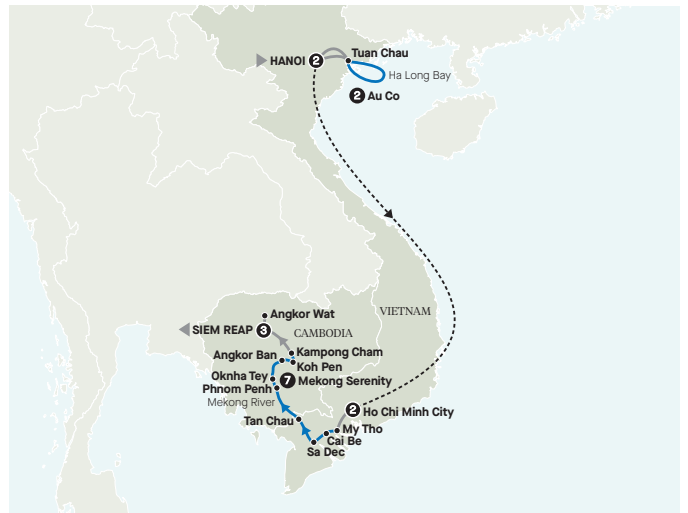 Tuan Chau
HANOI 2
Ha Long Bay
2 Au Co
Angkor Wat
VIETNAM
SIEM REAP 3
CAMBODIA
Kampong Cham
Angkor Ban
Koh Pen
Oknha Tey
7 Mekong Serenity
Phnom Penh
Mekong River
2 Ho Chi Minh City
Tan Chau
My Tho
Cai Be
Sa Dec